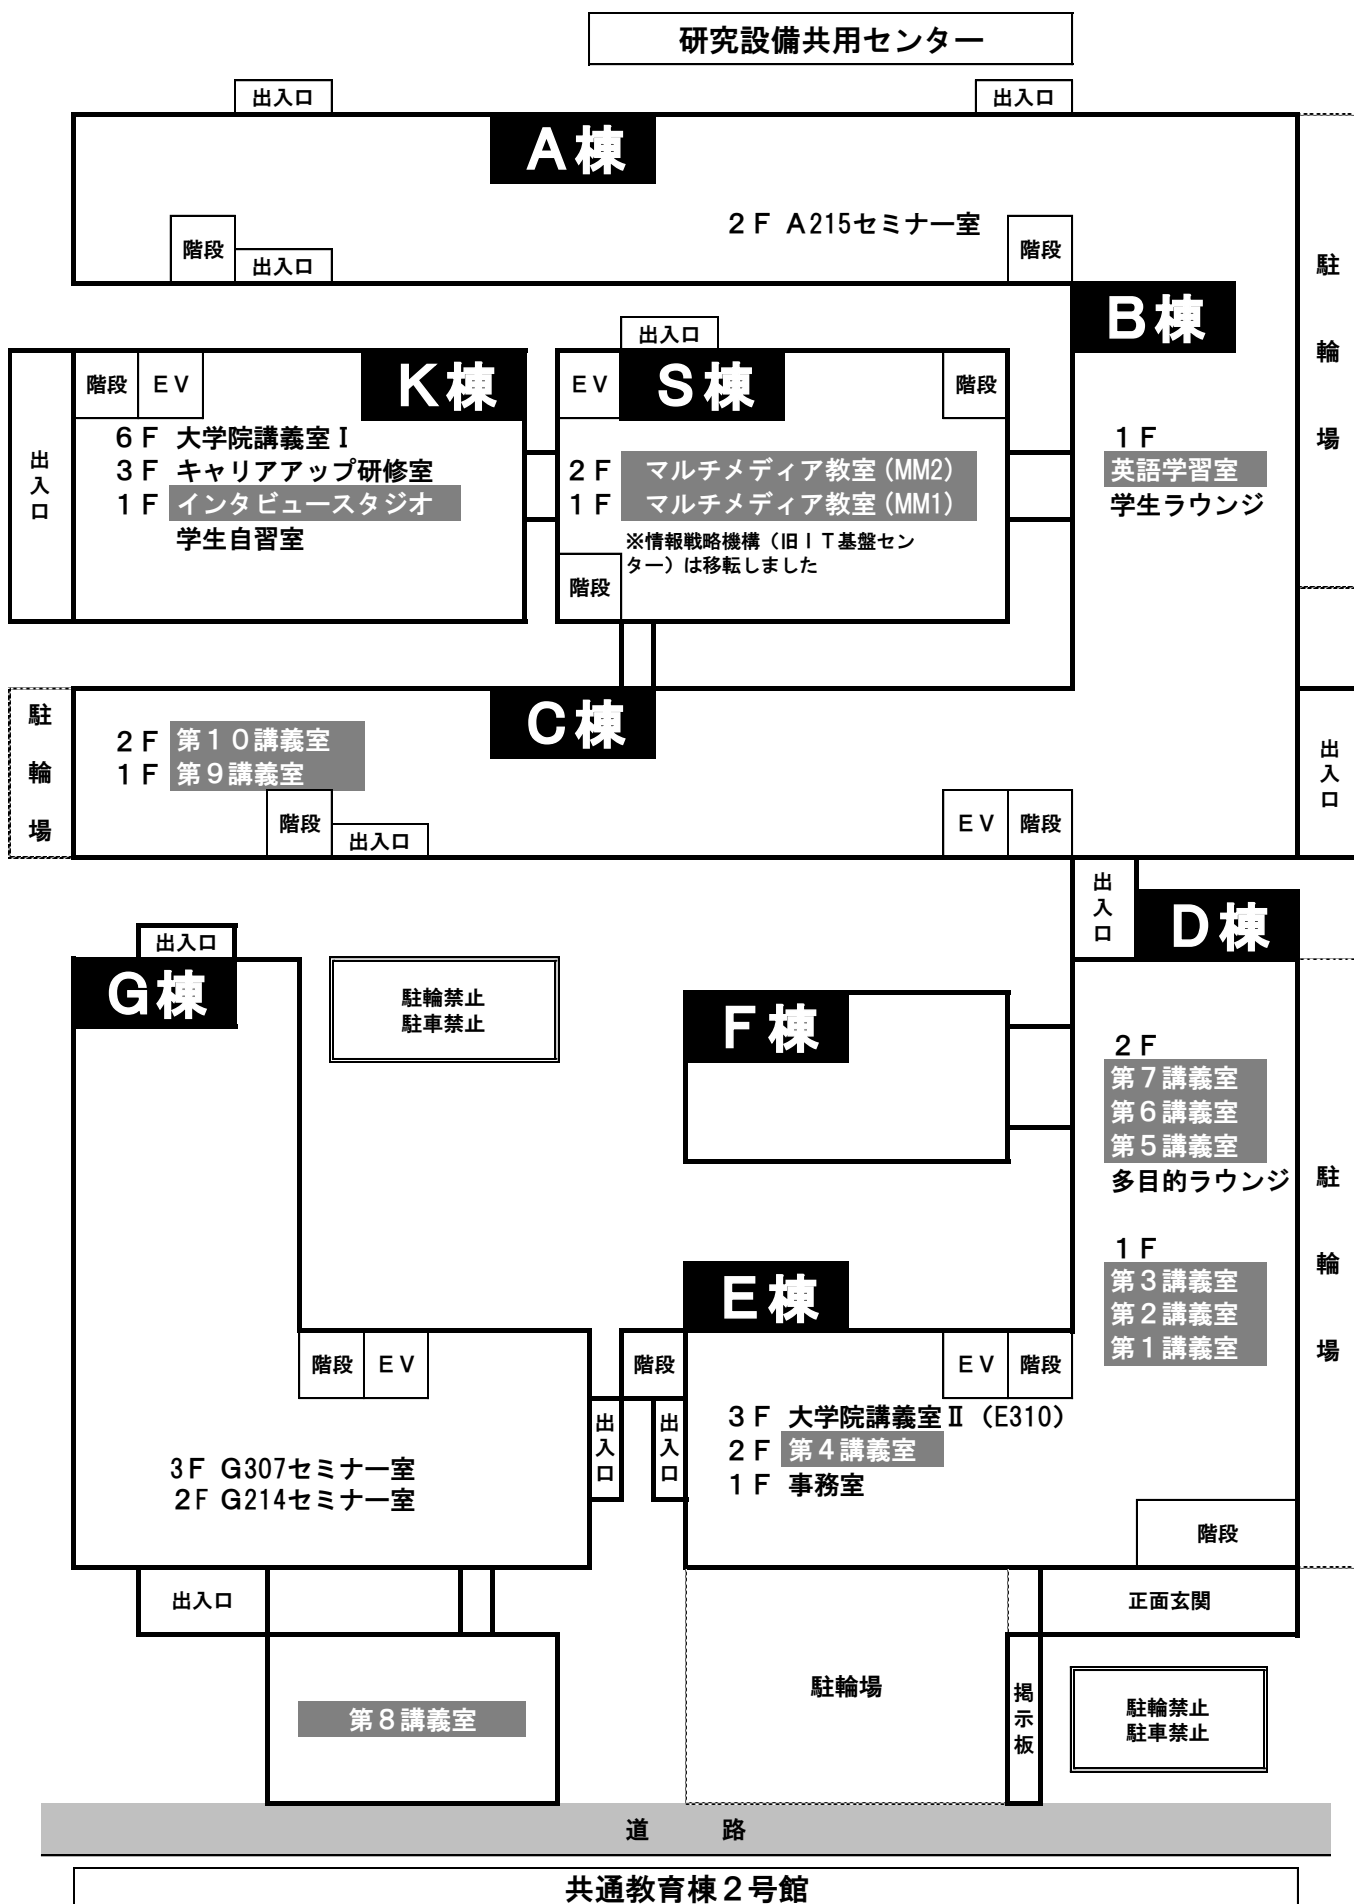 研究設備共用センター
出入口
出入口
A棟
2F A215セミナー室
階段
出入口
階段
駐輪場
B棟
出入口
階段
EV
K棟
EV
S棟
階段
出入口
6F 大学院講義室Ⅰ
3F キャリアアップ研修室
1F インタビュースタジオ
学生自習室
2F マルチメディア教室(MM2)
1F マルチメディア教室(MM1)
※情報戦略機構(旧IT基盤セン
ター)は移転しました
階段
1F
英語学習室
学生ラウンジ
駐輪場
C棟
2F 第10講義室
1F 第9講義室
階段
出入口
EV
階段
出入口
出入口
D棟
出入口
G棟
駐輪禁止
駐車禁止
F棟
2F
第7講義室
第6講義室
第5講義室
多目的ラウンジ
1F
第3講義室
第2講義室
第1講義室
駐輪場
E棟
階段
EV
階段
EV
階段
出入口
出入口
3F 大学院講義室Ⅱ(E310)
2F 第4講義室
1F 事務室
3F G307セミナー室
2F G214セミナー室
階段
出入口
正面玄関
駐輪場
掲示板
駐輪禁止
駐車禁止
第8講義室
道 路
共通教育棟2号館